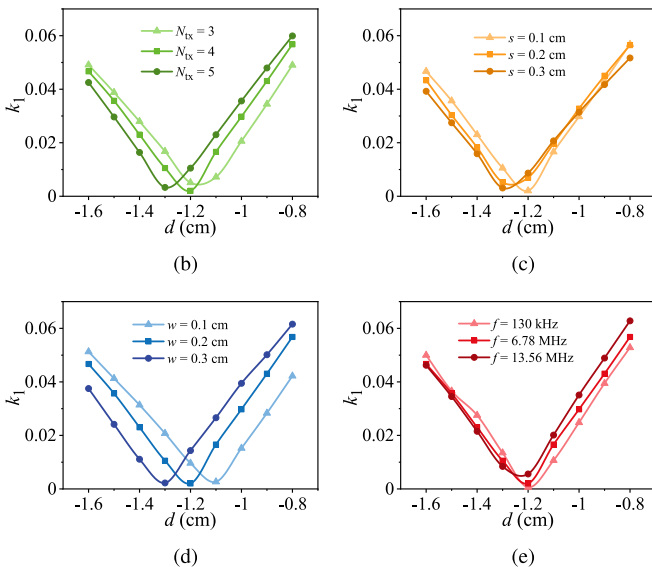 0.06
0.04
0.02
0
k₁
N_tx = 3
N_tx = 4
N_tx = 5
-1.6 -1.4 -1.2 -1 -0.8
d (cm)
(b)
0.06
0.04
0.02
0
k₁
s = 0.1 cm
s = 0.2 cm
s = 0.3 cm
-1.6 -1.4 -1.2 -1 -0.8
d (cm)
(c)
0.06
0.04
0.02
0
k₁
w = 0.1 cm
w = 0.2 cm
w = 0.3 cm
-1.6 -1.4 -1.2 -1 -0.8
d (cm)
(d)
0.06
0.04
0.02
0
k₁
f = 130 kHz
f = 6.78 MHz
f = 13.56 MHz
-1.6 -1.4 -1.2 -1 -0.8
d (cm)
(e)